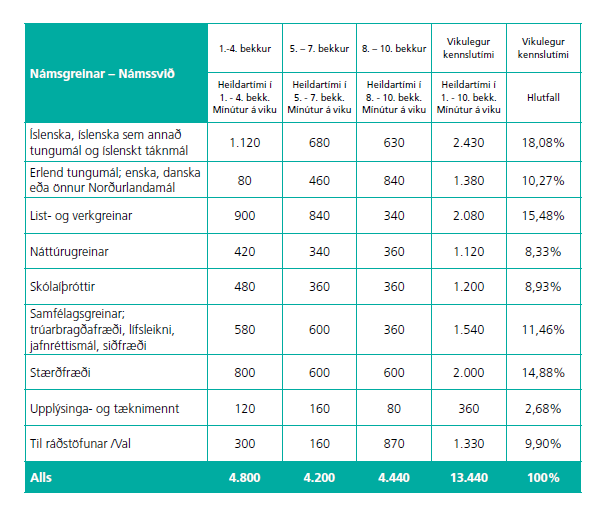 Námsgreinar – Námssvið
1.-4. bekkur
5. – 7. bekkur
8. – 10. bekkur
Vikulegur
kennslutími
Vikulegur
kennslutími
Heildartími í
1. - 4. bekk.
Mínútur á viku
Heildartími í
5. - 7. bekk.
Mínútur á viku
Heildartími í
8. - 10. bekk.
Mínútur á viku
Heildartími í
1. - 10. bekk.
Mínútur á viku
Hlutfall
Íslenska, íslenska sem annað
tungumál og íslenskt táknmál
1.120 680 630 2.430 18,08%
Erlend tungumál; enska, danska
eða önnur Norðurlandamál
80 460 840 1.380 10,27%
List- og verkgreinar 900 840 340 2.080 15,48%
Náttúrugreinar 420 340 360 1.120 8,33%
Skólaíþróttir 480 360 360 1.200 8,93%
Samfélagsgreinar;
trúarbragðafræði, lífsleikni,
jafnréttismál, siðfræði
580 600 360 1.540 11,46%
Stærðfræði 800 600 600 2.000 14,88%
Upplýsinga- og tæknimennt 120 160 80 360 2,68%
Til ráðstöfunar /Val 300 160 870 1.330 9,90%
Alls 4.800 4.200 4.440 13.440 100%